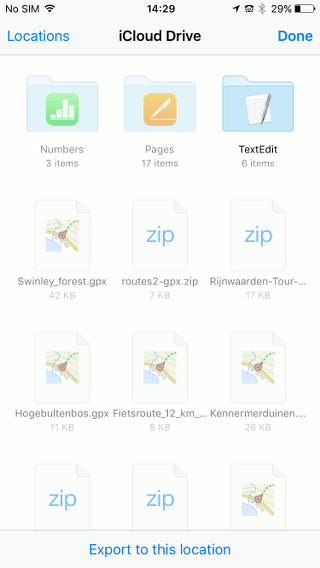 No SIM 14:29 29%
Locations iCloud Drive Done
Numbers Pages TextEdit
3 items 17 items 6 items
zip zip
Swinley_forest.gpx routes2-gpx.zip Rijnwaarden-Tour-...
42 KB 7 KB 17 KB
Hogebultenbos.gpx Fietsroute_12_km_... Kennermerduinen....
11 KB 8 KB 26 KB
zip zip
Export to this location